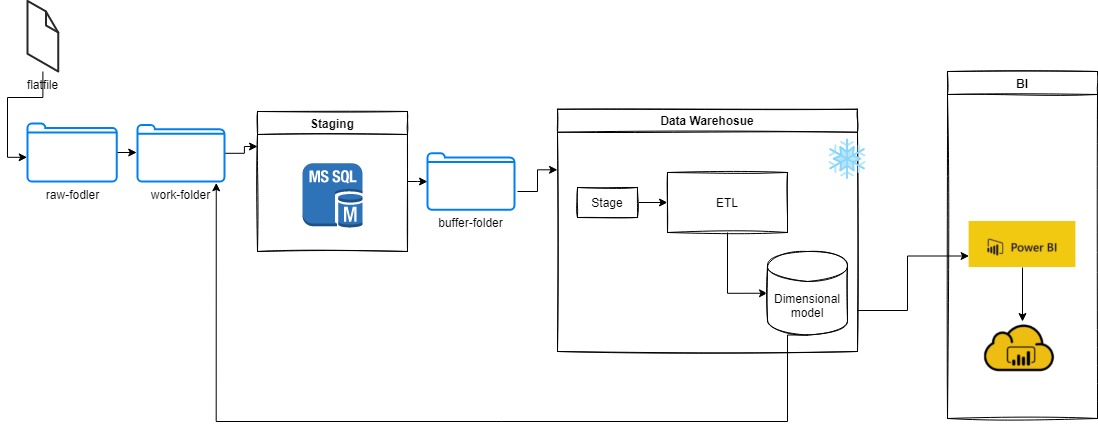 flatfile
raw-fodler
work-folder
Staging
MS SQL
M
buffer-folder
Data Warehosue
Stage
ETL
Dimensional
model
BI
Power BI